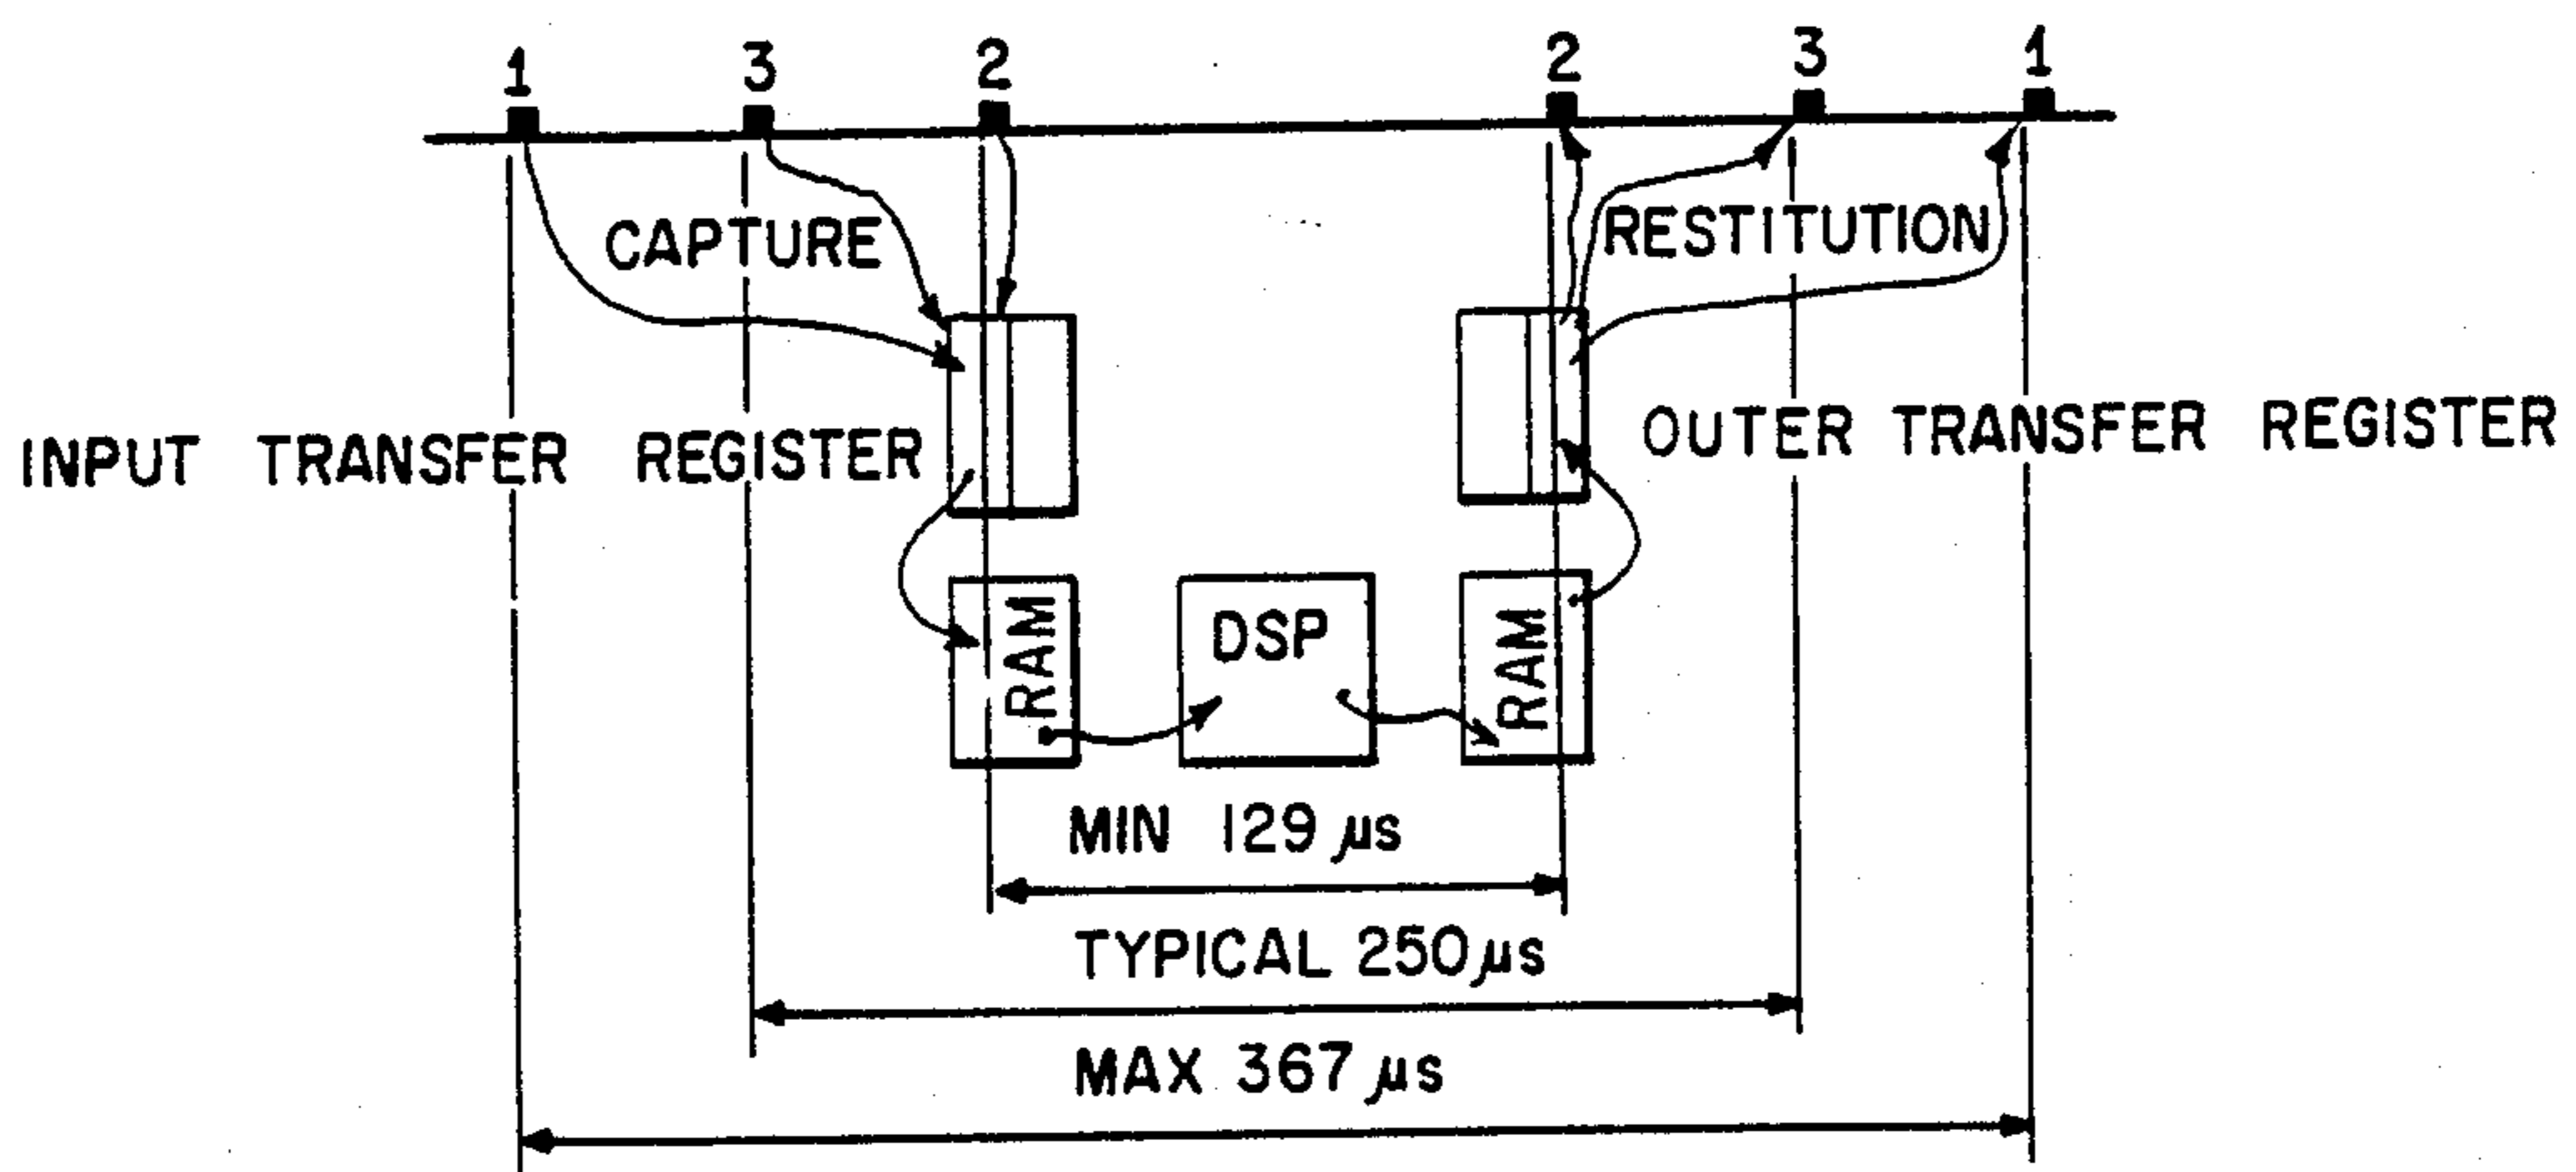 1 3 2 2 3 1
CAPTURE RESTITUTION
INPUT TRANSFER REGISTER OUTER TRANSFER REGISTER
RAM DSP RAM
MIN 129 µs
TYPICAL 250 µs
MAX 367 µs